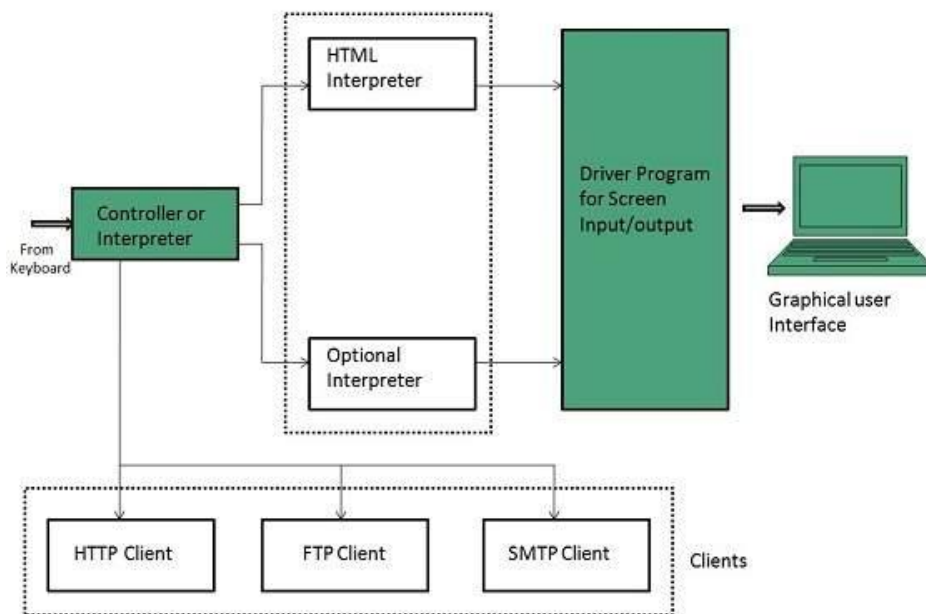 HTML
Interpreter
Driver Program
for Screen
Input/output
Controller or
Interpreter
From
Keyboard
Graphical user
Interface
Optional
Interpreter
HTTP Client
FTP Client
SMTP Client
Clients